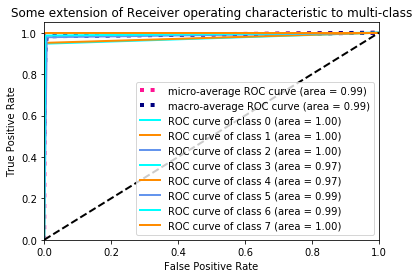 Some extension of Receiver operating characteristic to multi-class
True Positive Rate
1.0
0.8
0.6
0.4
0.2
0.0
micro-average ROC curve (area = 0.99)
macro-average ROC curve (area = 0.99)
ROC curve of class 0 (area = 1.00)
ROC curve of class 1 (area = 1.00)
ROC curve of class 2 (area = 1.00)
ROC curve of class 3 (area = 0.97)
ROC curve of class 4 (area = 0.97)
ROC curve of class 5 (area = 0.99)
ROC curve of class 6 (area = 0.99)
ROC curve of class 7 (area = 1.00)
0.0 0.2 0.4 0.6 0.8 1.0
False Positive Rate